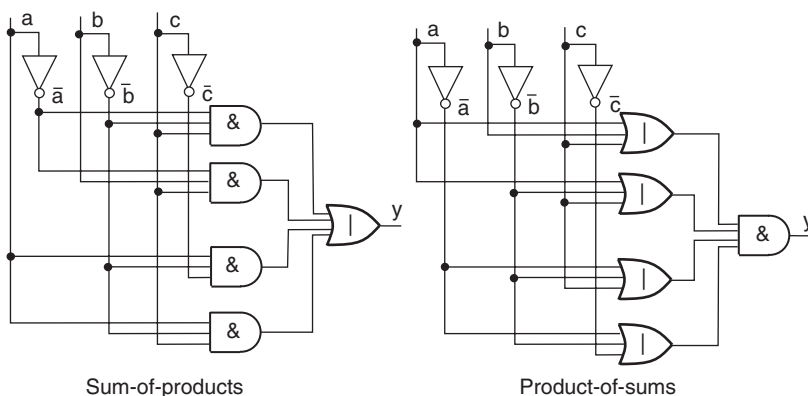 a b c
a b c
ā b̄ c̄
ā b̄ c̄
&
|
&
|
y
|
&
y
&
|
&
|
Sum-of-products
Product-of-sums